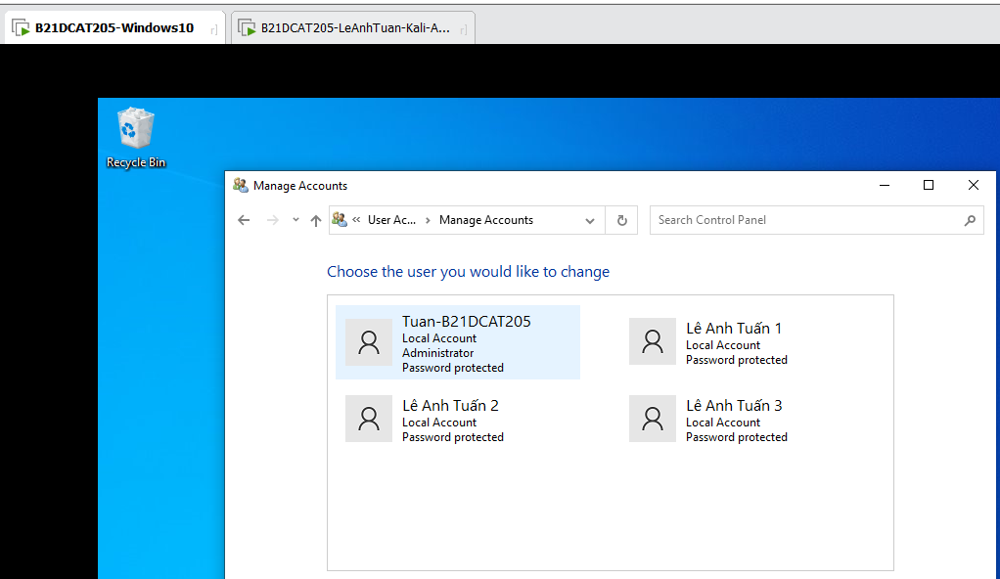 B21DCAT205-Windows10
B21DCAT205-LeAnhTuan-Kali-A...
Recycle Bin
Manage Accounts
« User Ac... › Manage Accounts
Search Control Panel
Choose the user you would like to change
Tuan-B21DCAT205
Local Account
Administrator
Password protected
Lê Anh Tuấn 1
Local Account
Password protected
Lê Anh Tuấn 2
Local Account
Password protected
Lê Anh Tuấn 3
Local Account
Password protected